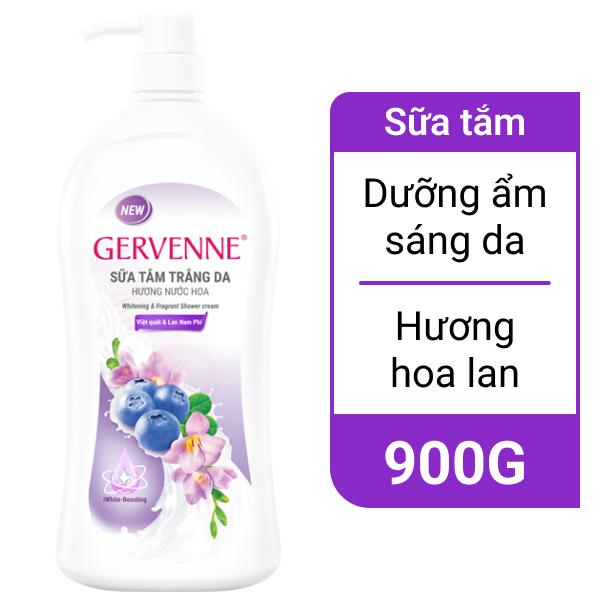 NEW
GERVENNE®
SỮA TẮM TRẮNG DA
HƯƠNG NƯỚC HOA
Whitening & Fragrant Shower cream
Việt quất & Lan Nam Phi
iWhite-Boosting
Sữa tắm
Dưỡng ẩm
sáng da
Hương
hoa lan
900G